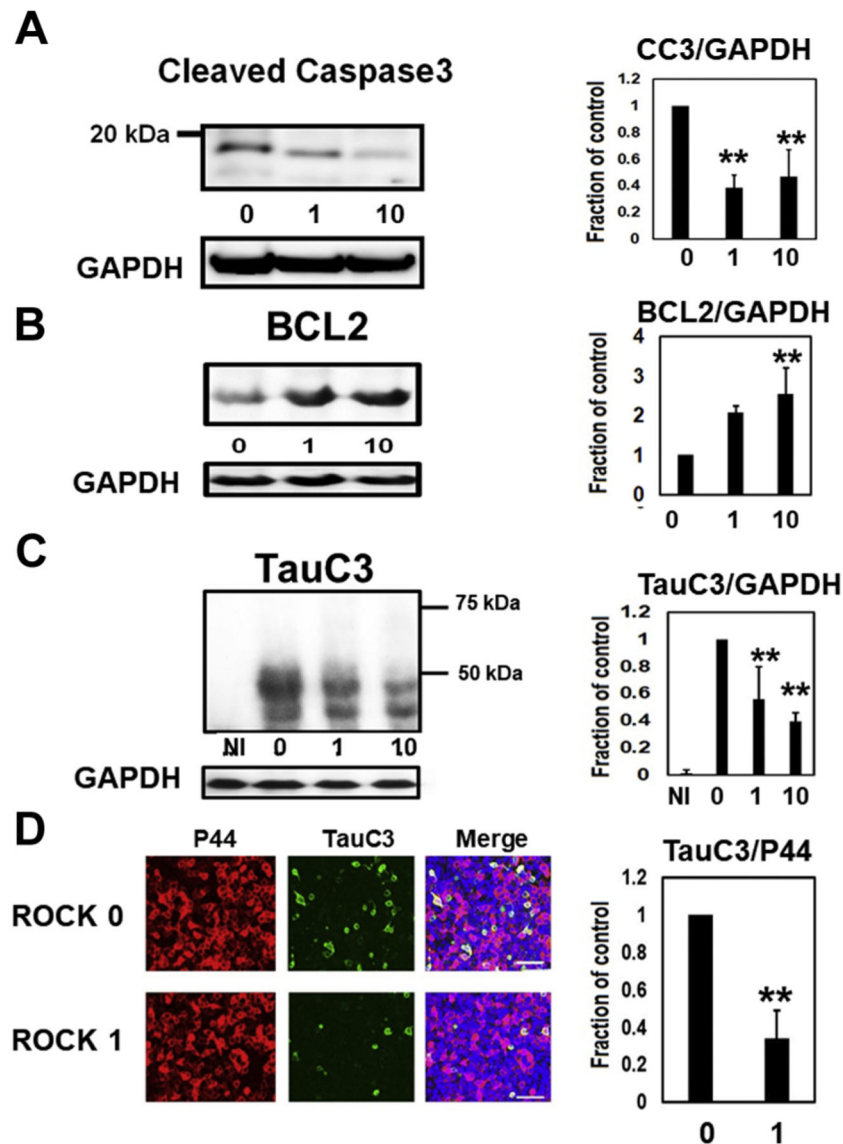 A
Cleaved Caspase3
20 kDa
0 1 10
GAPDH
CC3/GAPDH
Fraction of control
1.2
1
0.8
0.6
0.4
0.2
0
**
**
0 1 10
B
BCL2
0 1 10
GAPDH
BCL2/GAPDH
Fraction of control
4
3
2
1
0
**
0 1 10
C
TauC3
75 kDa
50 kDa
NI 0 1 10
GAPDH
TauC3/GAPDH
Fraction of control
1.2
1
0.8
0.6
0.4
0.2
0
**
**
NI 0 1 10
D
P44 TauC3 Merge
ROCK 0
ROCK 1
TauC3/P44
Fraction of control
1.2
1
0.8
0.6
0.4
0.2
0
**
0 1